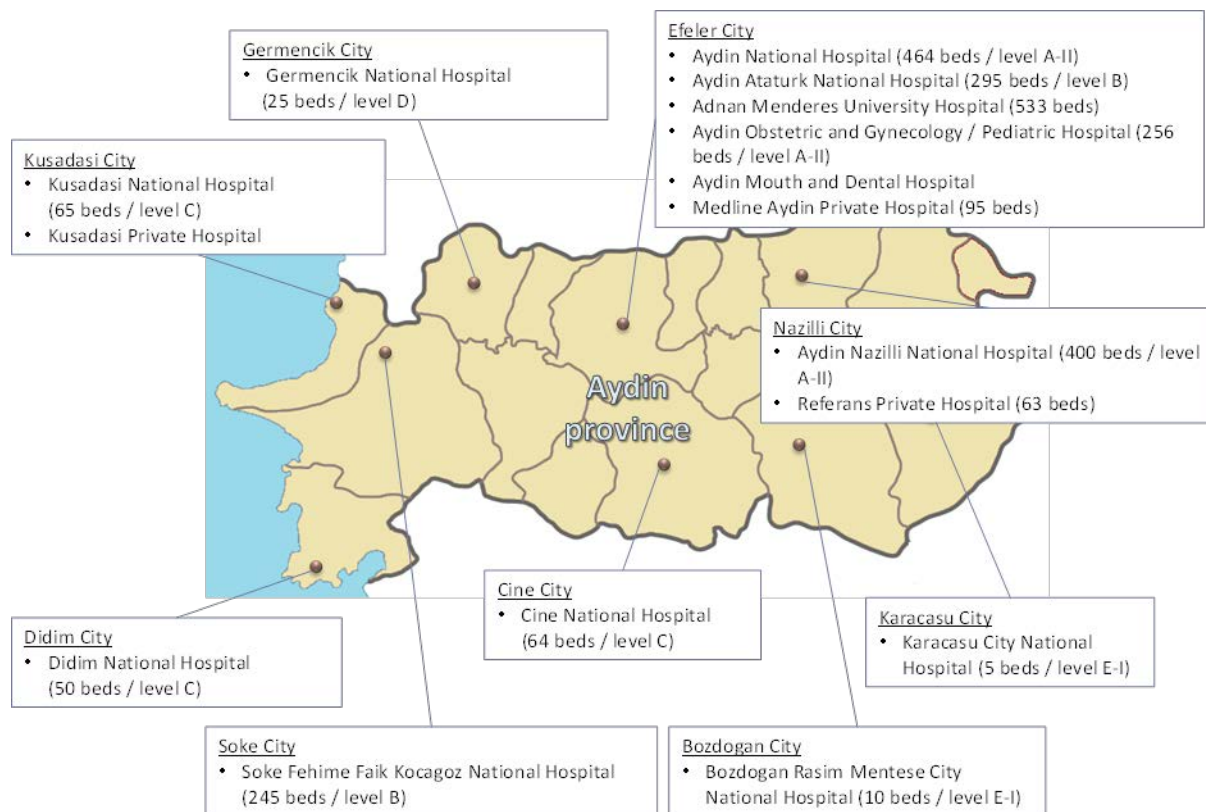 Germencik City
• Germencik National Hospital
(25 beds / level D)
Efeler City
• Aydin National Hospital (464 beds / level A-II)
• Aydin Ataturk National Hospital (295 beds / level B)
• Adnan Menderes University Hospital (533 beds)
• Aydin Obstetric and Gynecology / Pediatric Hospital (256
beds / level A-II)
• Aydin Mouth and Dental Hospital
• Medline Aydin Private Hospital (95 beds)
Kusadasi City
• Kusadasi National Hospital
(65 beds / level C)
• Kusadasi Private Hospital
Nazilli City
• Aydin Nazilli National Hospital (400 beds / level
A-II)
• Referans Private Hospital (63 beds)
Aydin
province
Cine City
• Cine National Hospital
(64 beds / level C)
Karacasu City
• Karacasu City National
Hospital (5 beds / level E-I)
Didim City
• Didim National Hospital
(50 beds / level C)
Soke City
• Soke Fehime Faik Kocagoz National Hospital
(245 beds / level B)
Bozdogan City
• Bozdogan Rasim Mentese City
National Hospital (10 beds / level E-I)